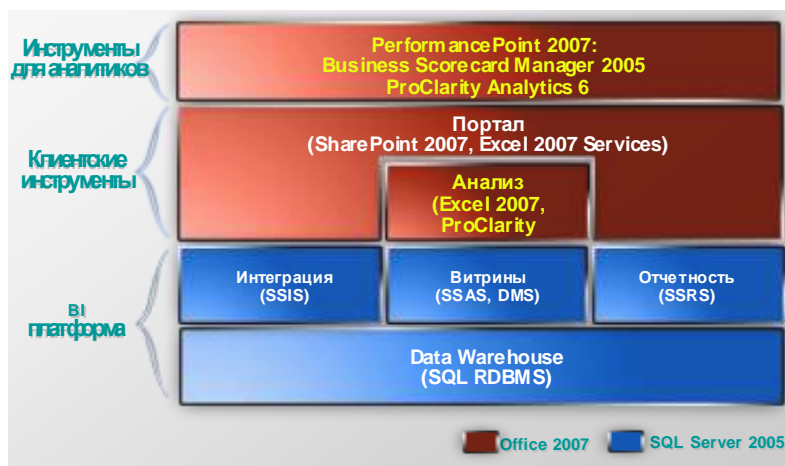 Инструменты
для аналитиков
PerformancePoint 2007:
Business Scorecard Manager 2005
ProClarity Analytics 6
Клиентские
инструменты
Портал
(SharePoint 2007, Excel 2007 Services)
Анализ
(Excel 2007,
ProClarity
BI
платформа
Интеграция
(SSIS)
Витрины
(SSAS, DMS)
Отчетность
(SSRS)
Data Warehouse
(SQL RDBMS)
Office 2007
SQL Server 2005